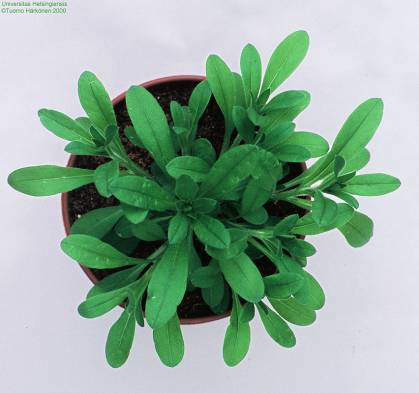 Universitas Helsingiensis
©Tuomo Härkönen 2000